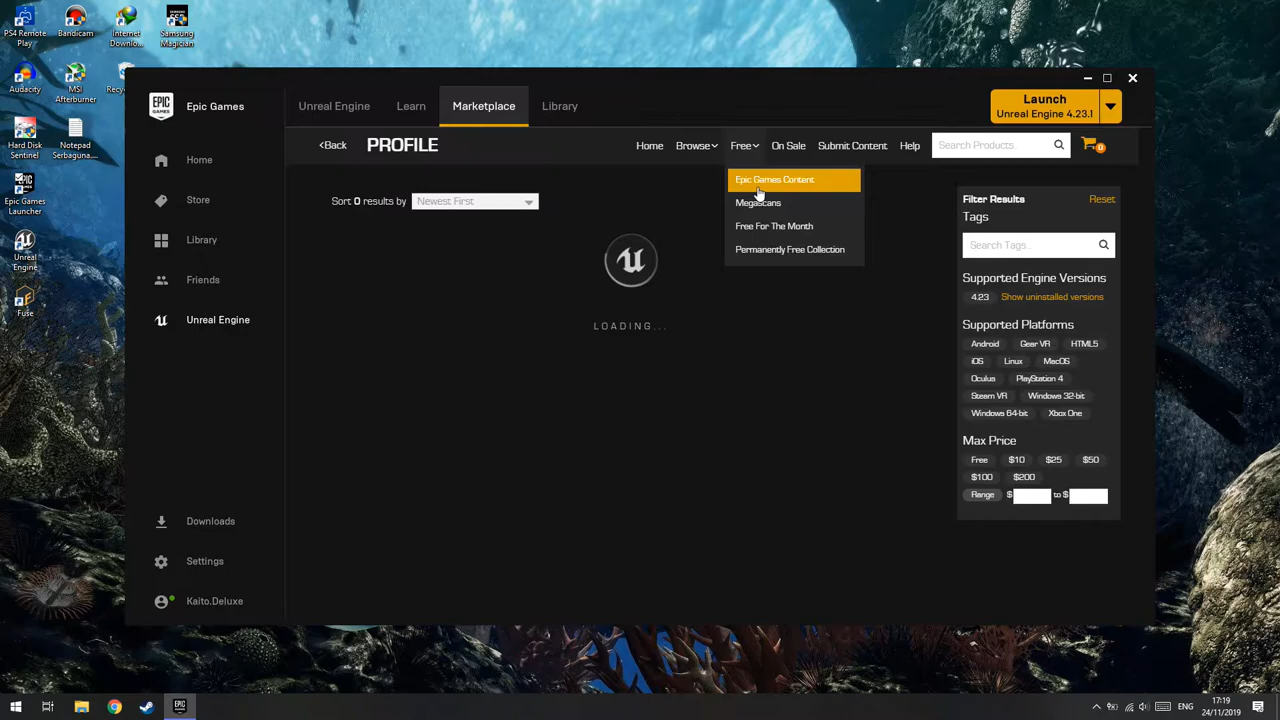 PS4 Remote
Play
Bandicam
Internet
Downlo...
Samsung
Magician
Audacity
MSI
Afterburner
Recyc
Hard Disk
Sentinel
Notepad
Serbaguna....
Epic Games
Launcher
Unreal
Engine
Fuse
EPIC
GAMES
Epic Games
Home
Store
Library
Friends
Unreal Engine
Downloads
Settings
Kaito.Deluxe
Unreal Engine
Learn
Marketplace
Library
Launch
Unreal Engine 4.23.1
<Back
PROFILE
Home
Browse
Free
On Sale
Submit Content
Help
Search Products...
0
Epic Games Content
Megascans
Free For The Month
Permanently Free Collection
Sort 0 results by
Newest First
LOADING...
Filter Results
Reset
Tags
Search Tags...
Supported Engine Versions
4.23
Show uninstalled versions
Supported Platforms
Android
Gear VR
HTML5
iOS
Linux
MacOS
Oculus
PlayStation 4
Steam VR
Windows 32-bit
Windows 64-bit
Xbox One
Max Price
Free
$10
$25
$50
$100
$200
Range
$
to $
ENG
17:19
24/11/2019